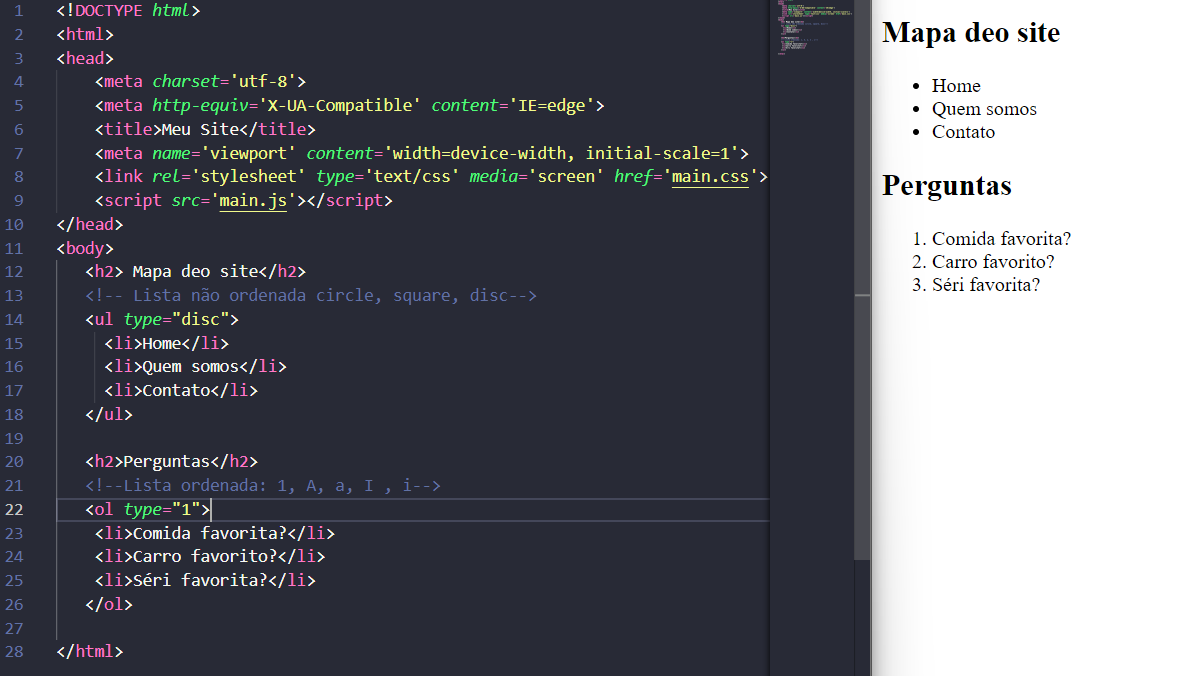 1 <!DOCTYPE html>
2 <html>
3 <head>
4 <meta charset='utf-8'>
5 <meta http-equiv='X-UA-Compatible' content='IE=edge'>
6 <title>Meu Site</title>
7 <meta name='viewport' content='width=device-width, initial-scale=1'>
8 <link rel='stylesheet' type='text/css' media='screen' href='main.css'>
9 <script src='main.js'></script>
10 </head>
11 <body>
12 <h2> Mapa deo site</h2>
13 <!-- Lista não ordenada circle, square, disc-->
14 <ul type="disc">
15 <li>Home</li>
16 <li>Quem somos</li>
17 <li>Contato</li>
18 </ul>
19
20 <h2>Perguntas</h2>
21 <!--Lista ordenada: 1, A, a, I , i-->
22 <ol type="1">
23 <li>Comida favorita?</li>
24 <li>Carro favorito?</li>
25 <li>Séri favorita?</li>
26 </ol>
27
28 </html>
Mapa deo site
• Home
• Quem somos
• Contato
Perguntas
1. Comida favorita?
2. Carro favorito?
3. Séri favorita?